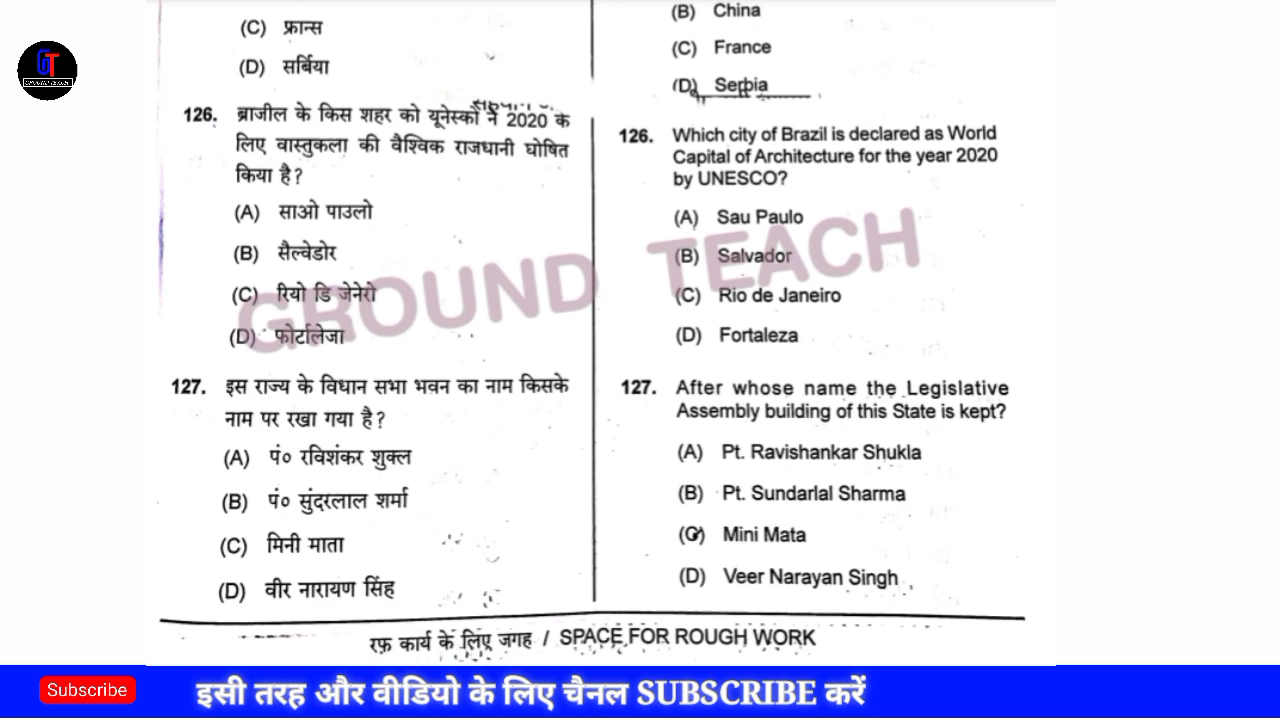 GT
(C) फ्रान्स
(D) सर्बिया
126. ब्राजील के किस शहर को यूनेस्को ने 2020 के
लिए वास्तुकला की वैश्विक राजधानी घोषित
किया है?
(A) साओ पाउलो
(B) सैल्वेडोर
(C) रियो डि जेनेरो
(D) फोर्टालेजा
127. इस राज्य के विधान सभा भवन का नाम किसके
नाम पर रखा गया है?
(A) पं० रविशंकर शुक्ल
(B) पं० सुंदरलाल शर्मा
(C) मिनी माता
(D) वीर नारायण सिंह
(B) China
(C) France
(D) Serbia
126. Which city of Brazil is declared as World
Capital of Architecture for the year 2020
by UNESCO?
(A) Sau Paulo
(B) Salvador
(C) Rio de Janeiro
(D) Fortaleza
127. After whose name the Legislative
Assembly building of this State is kept?
(A) Pt. Ravishankar Shukla
(B) Pt. Sundarlal Sharma
(C) Mini Mata
(D) Veer Narayan Singh
GROUND TEACH
रफ़ कार्य के लिए जगह / SPACE FOR ROUGH WORK
Subscribe
इसी तरह और वीडियो के लिए चैनल SUBSCRIBE करें